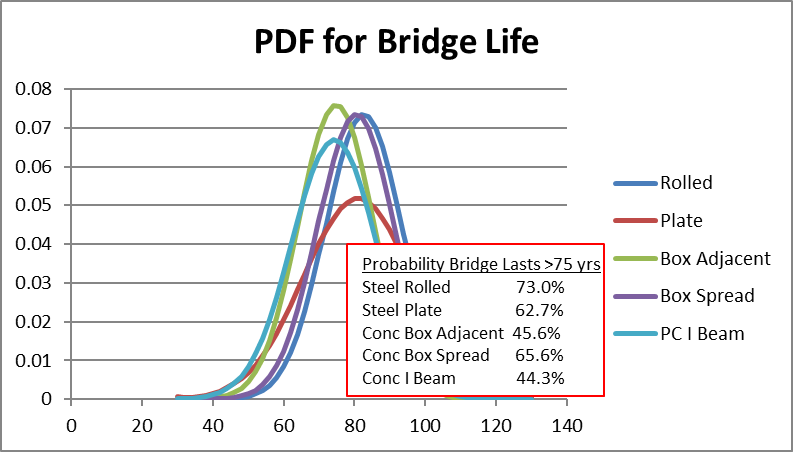 PDF for Bridge Life
0.08
0.07
0.06
0.05
0.04
0.03
0.02
0.01
0
0 20 40 60 80 100 120 140
Rolled
Plate
Box Adjacent
Box Spread
PC I Beam
Probability Bridge Lasts >75 yrs
Steel Rolled 73.0%
Steel Plate 62.7%
Conc Box Adjacent 45.6%
Conc Box Spread 65.6%
Conc I Beam 44.3%